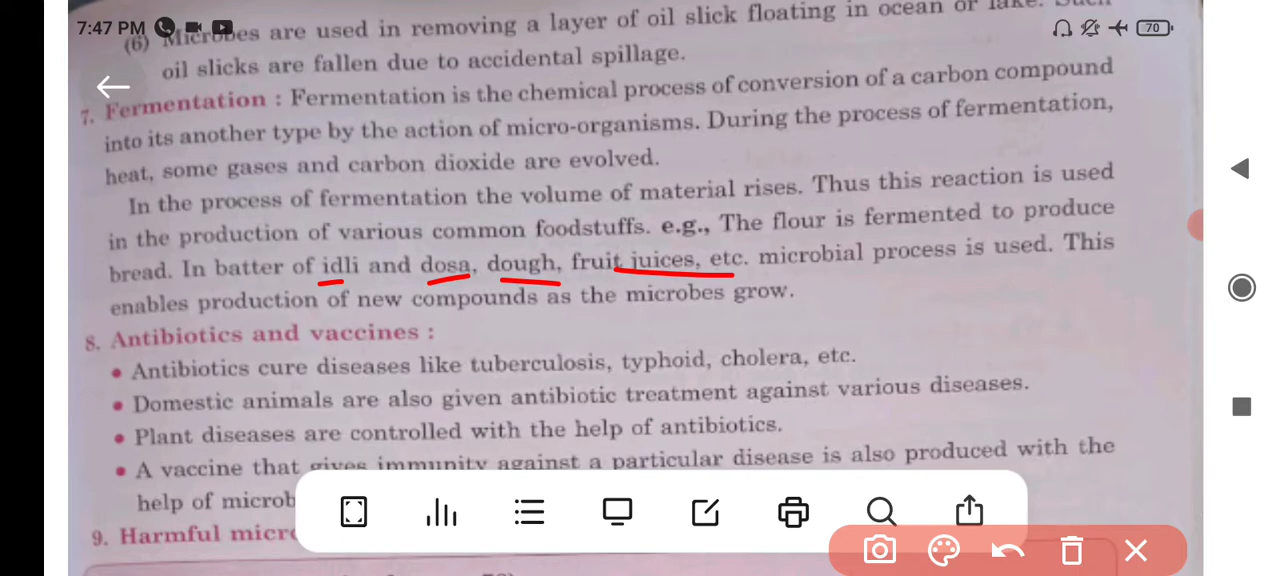 7:47 PM
70
(6) Microbes are used in removing a layer of oil slick floating in ocean or lake. Such
oil slicks are fallen due to accidental spillage.
7. Fermentation : Fermentation is the chemical process of conversion of a carbon compound
into its another type by the action of micro-organisms. During the process of fermentation,
heat, some gases and carbon dioxide are evolved.
In the process of fermentation the volume of material rises. Thus this reaction is used
in the production of various common foodstuffs. e.g., The flour is fermented to produce
bread. In batter of idli and dosa, dough, fruit juices, etc. microbial process is used. This
enables production of new compounds as the microbes grow.
8. Antibiotics and vaccines :
• Antibiotics cure diseases like tuberculosis, typhoid, cholera, etc.
• Domestic animals are also given antibiotic treatment against various diseases.
• Plant diseases are controlled with the help of antibiotics.
• A vaccine that gives immunity against a particular disease is also produced with the
help of microb
9. Harmful micro